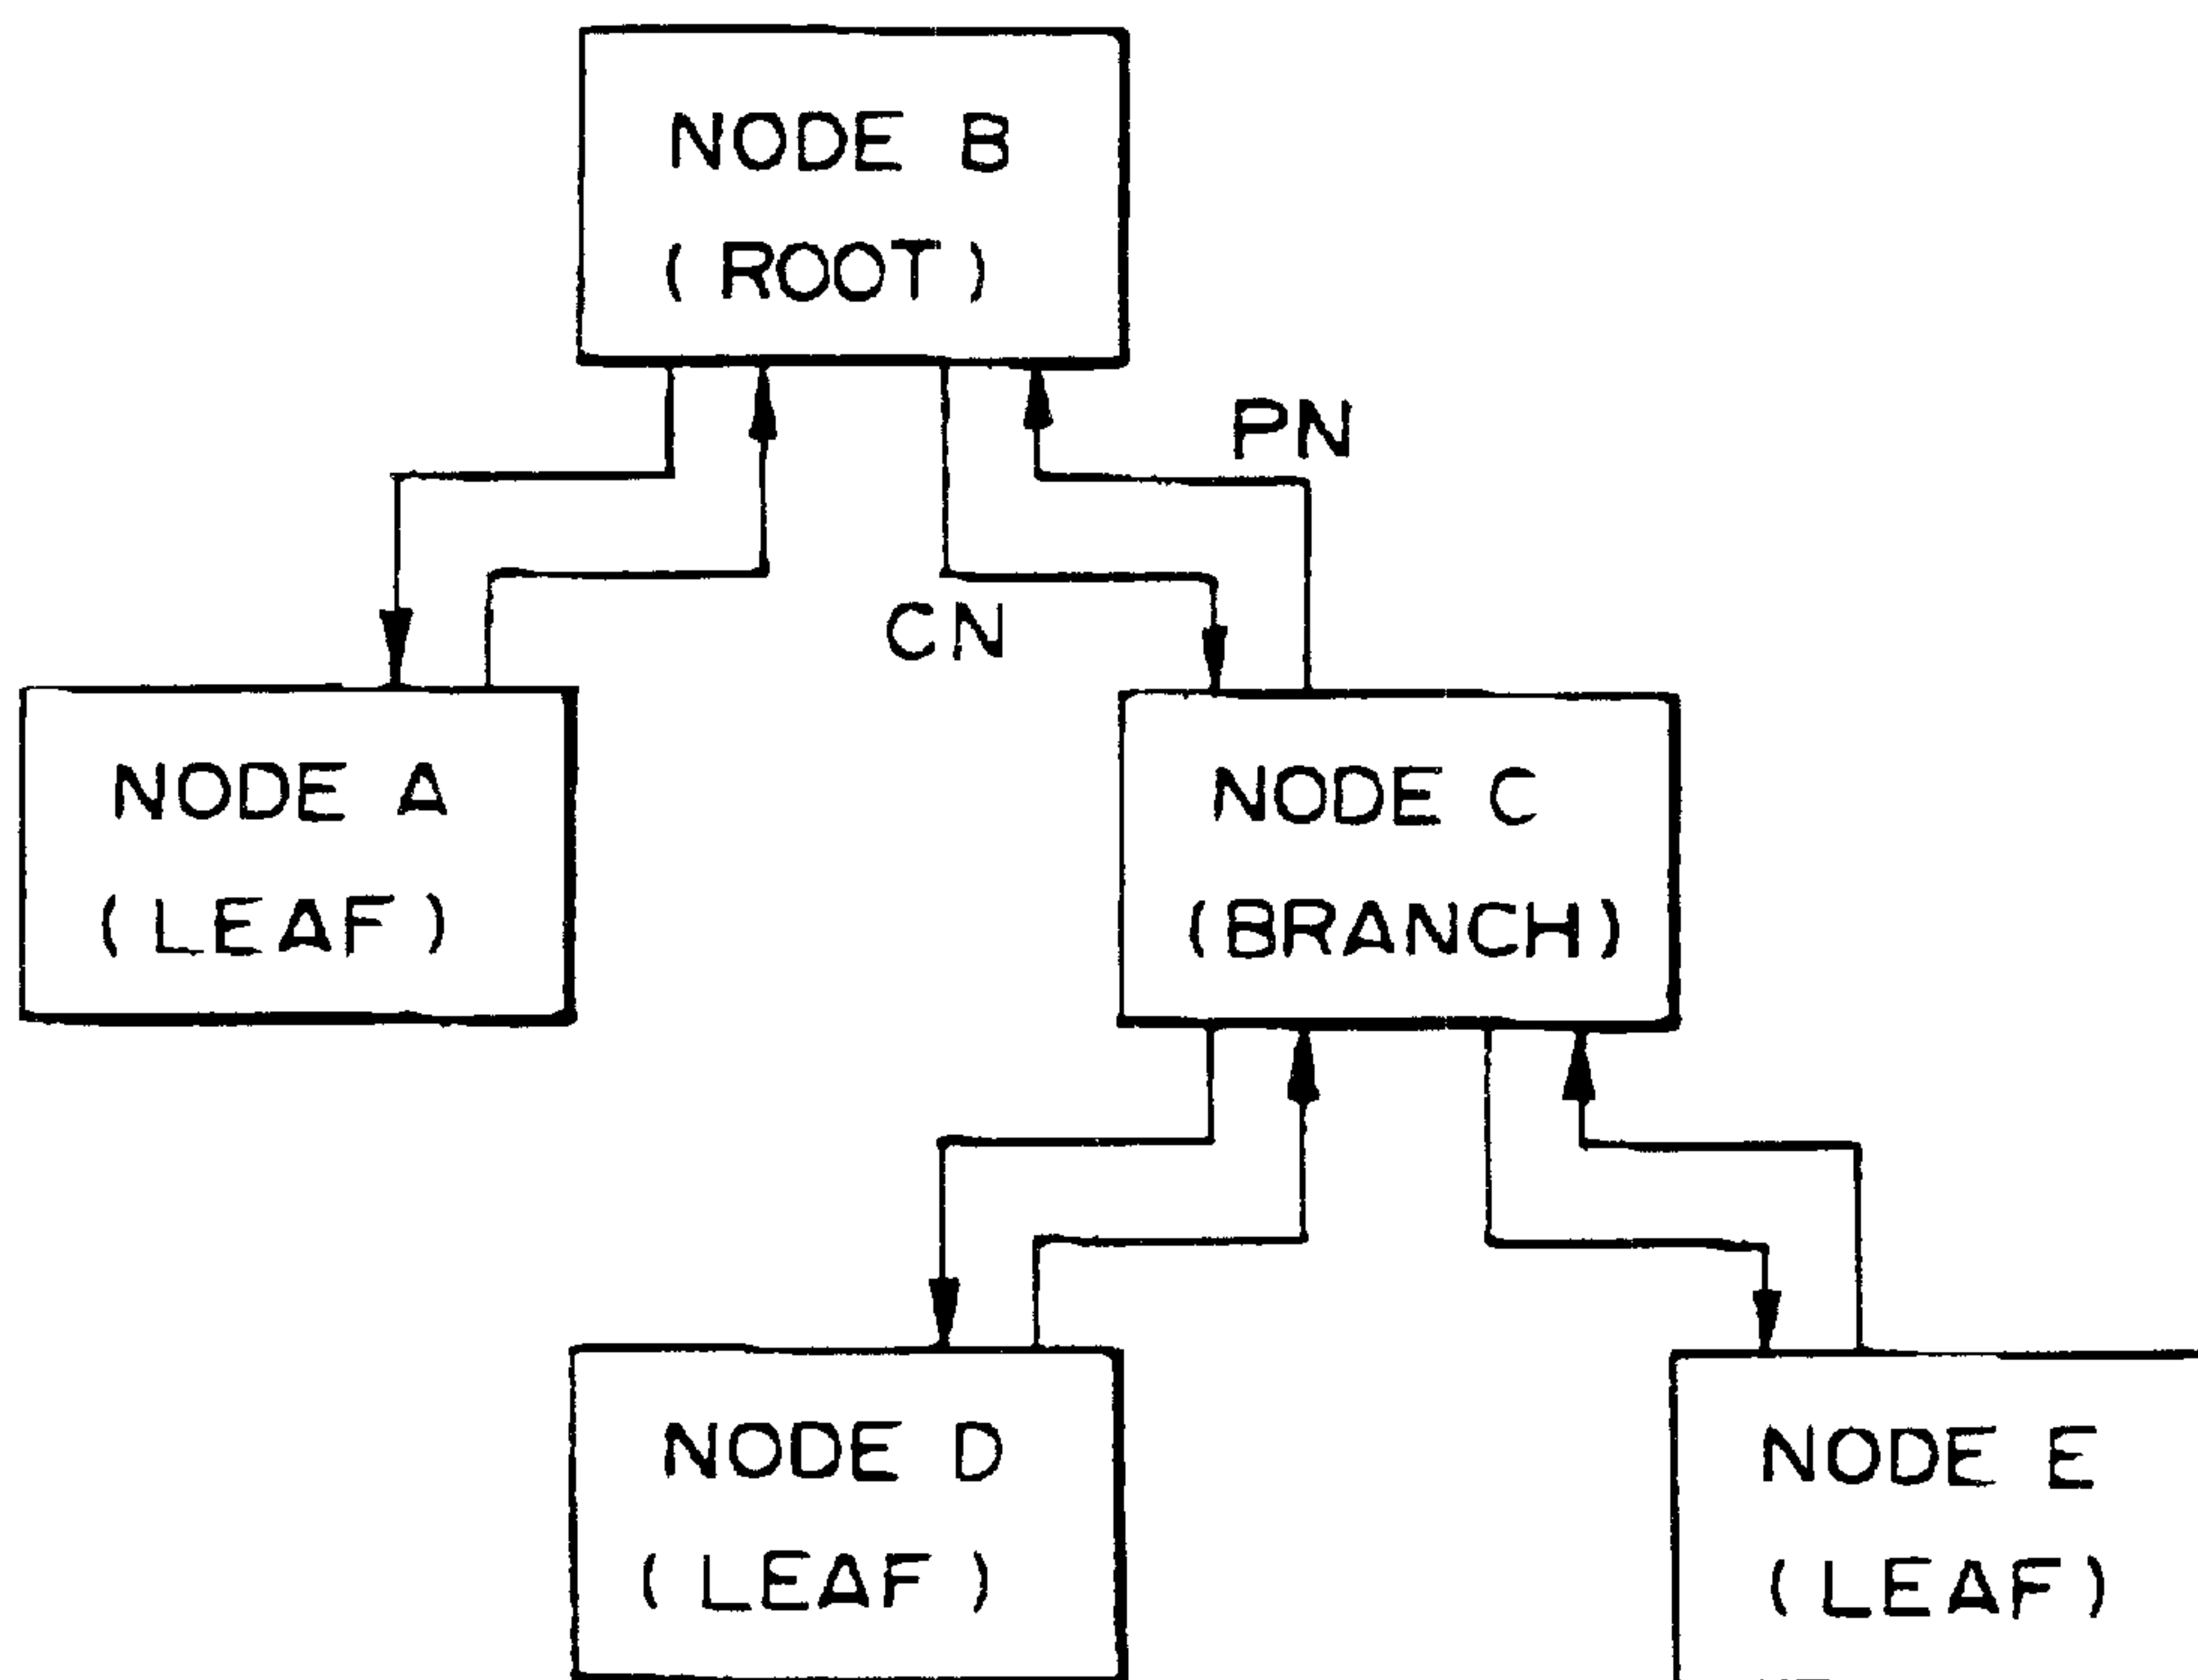 NODE B
( ROOT )
PN
CN
NODE A
( LEAF )
NODE C
(BRANCH)
NODE D
( LEAF )
NODE E
( LEAF )